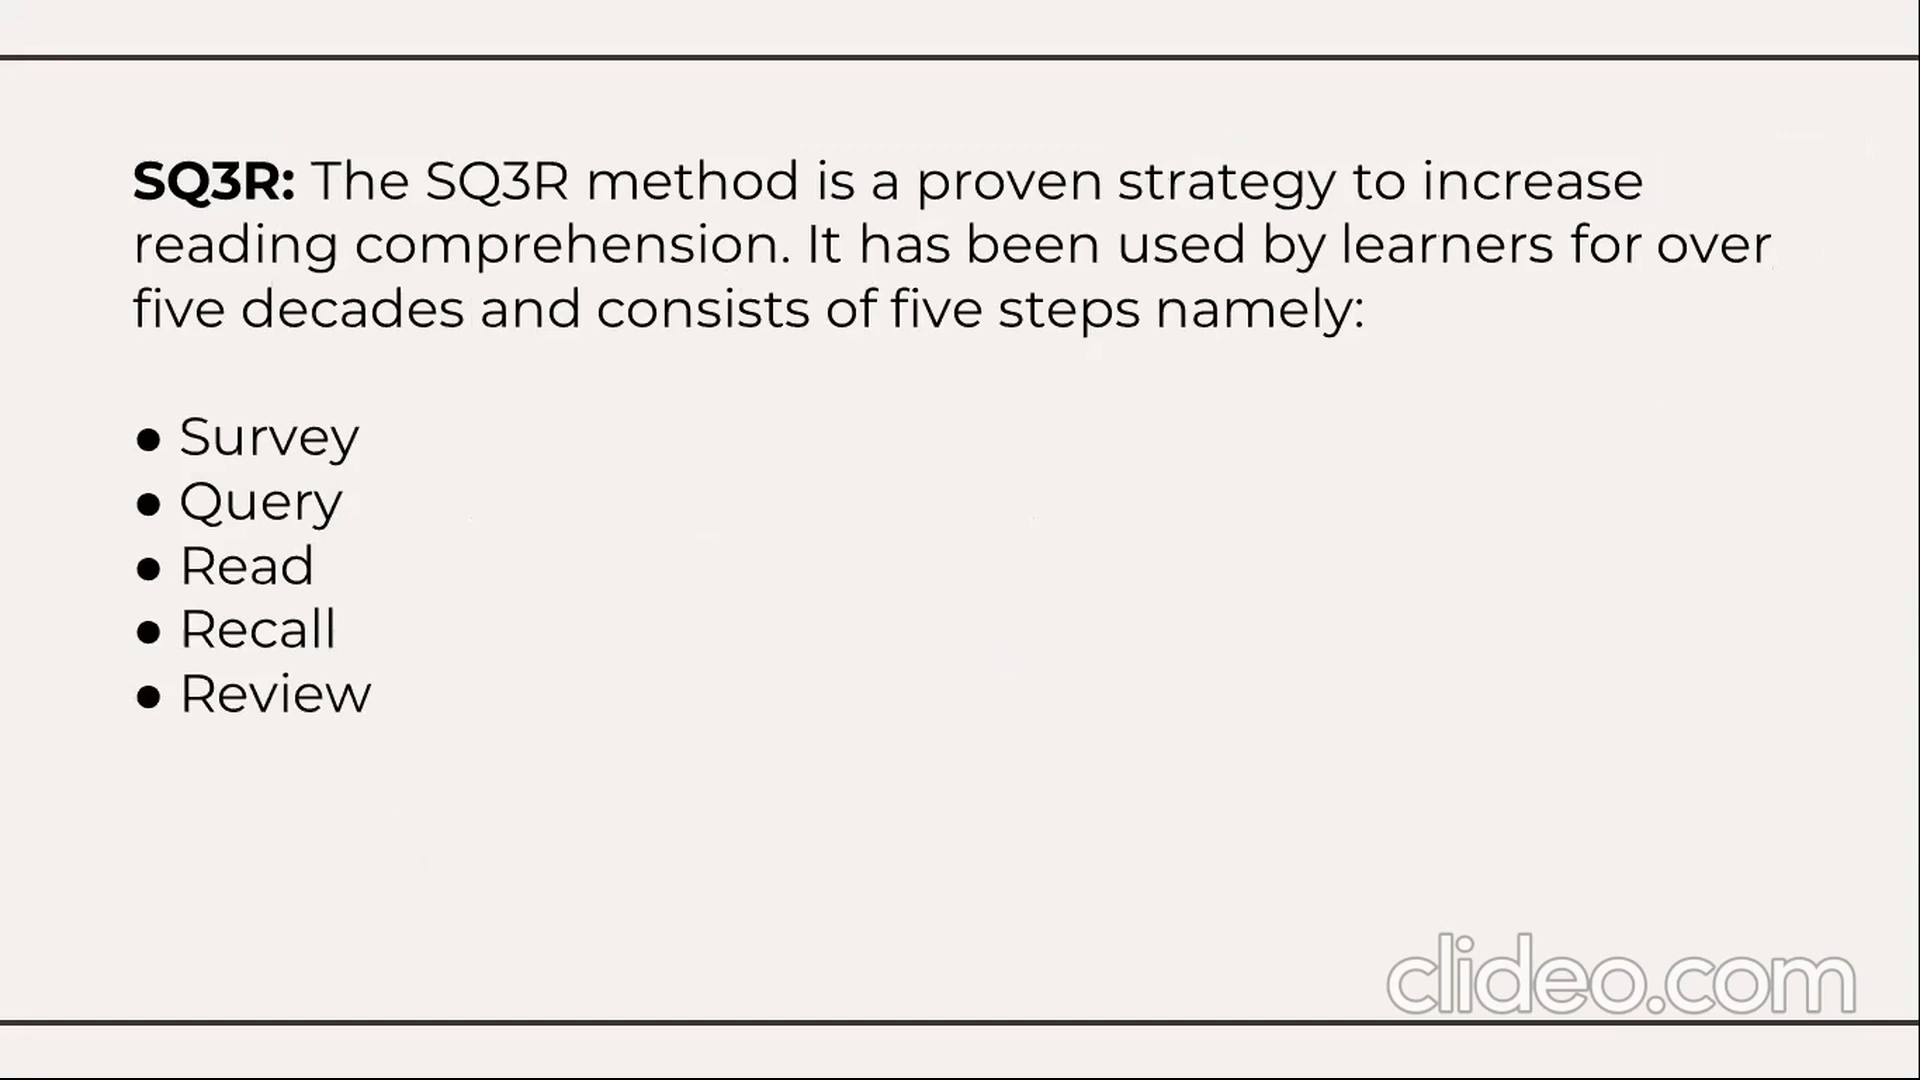 SQ3R: The SQ3R method is a proven strategy to increase
reading comprehension. It has been used by learners for over
five decades and consists of five steps namely:
● Survey
● Query
● Read
● Recall
● Review
clideo.com